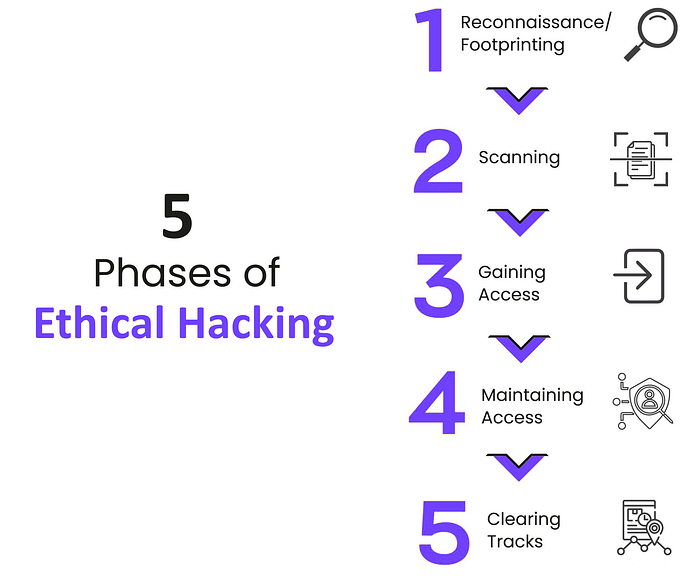 5
Phases of
Ethical Hacking
1
Reconnaissance/
Footprinting
2
Scanning
3
Gaining
Access
4
Maintaining
Access
5
Clearing
Tracks